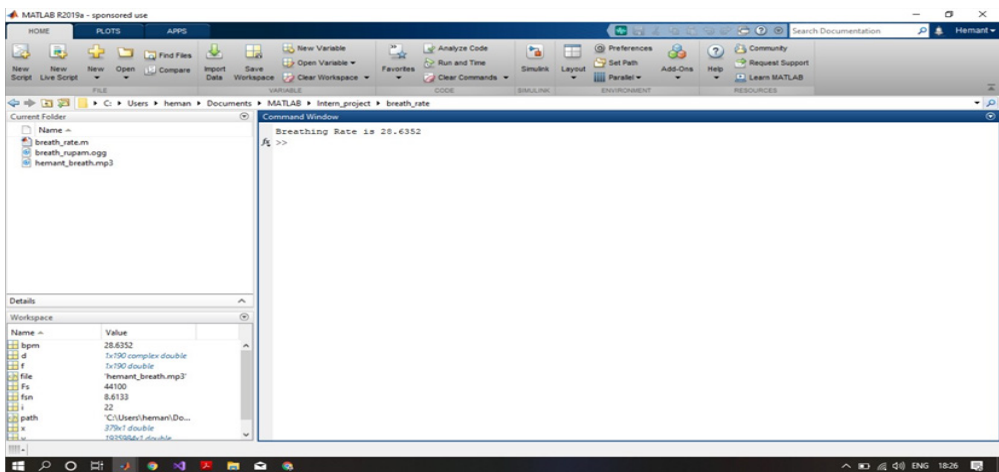 MATLAB R2019a - sponsored use
HOME PLOTS APPS
Search Documentation
Hemant
New Script
New Live Script
New
Open
Find Files
Compare
Import Data
Save Workspace
New Variable
Open Variable
Clear Workspace
Favorites
Analyze Code
Run and Time
Clear Commands
Simulink
Layout
Preferences
Set Path
Parallel
Add-Ons
Help
Community
Request Support
Learn MATLAB
FILE VARIABLE CODE SIMULINK ENVIRONMENT RESOURCES
C: Users heman Documents MATLAB Intern_project breath_rate
Current Folder
Name
breath_rate.m
breath_rupam.ogg
hemant_breath.mp3
Details
Workspace
Name Value
bpm 28.6352
d 1x190 complex double
f 1x190 double
file 'hemant_breath.mp3'
Fs 44100
fsn 8.6133
i 22
path 'C:\Users\heman\Do...
x 379x1 double
1935984x1 double
Command Window
Breathing Rate is 28.6352
fx >>
ENG 18:26